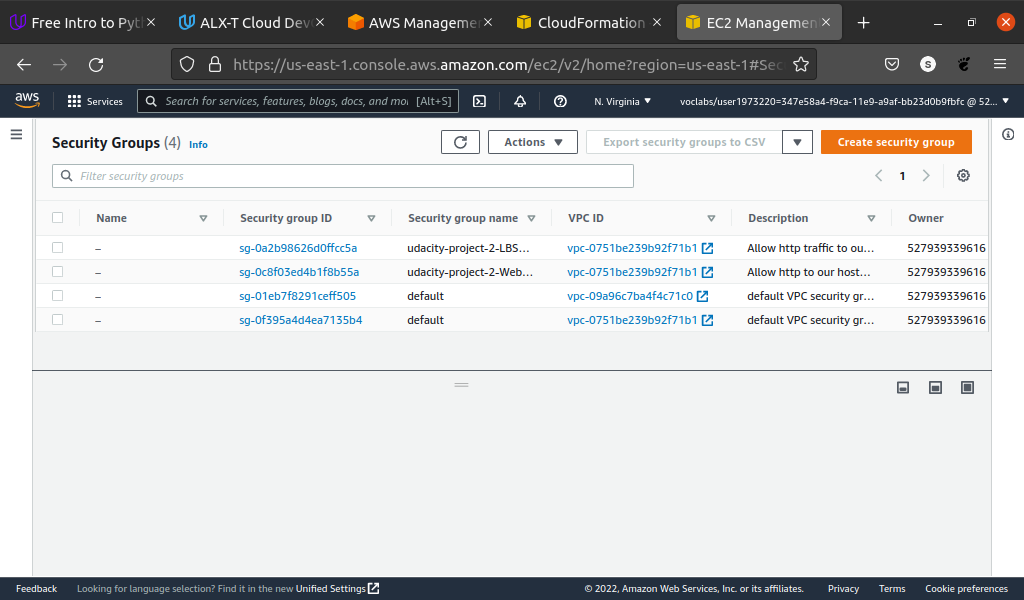 Free Intro to Pyt
ALX-T Cloud Dev
AWS Manageme
CloudFormation
EC2 Managemen
https://us-east-1.console.aws.amazon.com/ec2/v2/home?region=us-east-1#Sec
S
aws
Services
Search for services, features, blogs, docs, and mo
[Alt+S]
N. Virginia
voclabs/user1973220=347e58a4-f9ca-11e9-a9af-bb23d0b9fbfc @ 52...
Security Groups (4) Info
Actions
Export security groups to CSV
Create security group
Filter security groups
1
Name Security group ID Security group name VPC ID Description Owner
– sg-0a2b98626d0ffcc5a udacity-project-2-LBS... vpc-0751be239b92f71b1 Allow http traffic to ou... 527939339616
– sg-0c8f03ed4b1f8b55a udacity-project-2-Web... vpc-0751be239b92f71b1 Allow http to our host... 527939339616
– sg-01eb7f8291ceff505 default vpc-09a96c7ba4f4c71c0 default VPC security gr... 527939339616
– sg-0f395a4d4ea7135b4 default vpc-0751be239b92f71b1 default VPC security gr... 527939339616
Feedback
Looking for language selection? Find it in the new Unified Settings
© 2022, Amazon Web Services, Inc. or its affiliates.
Privacy
Terms
Cookie preferences